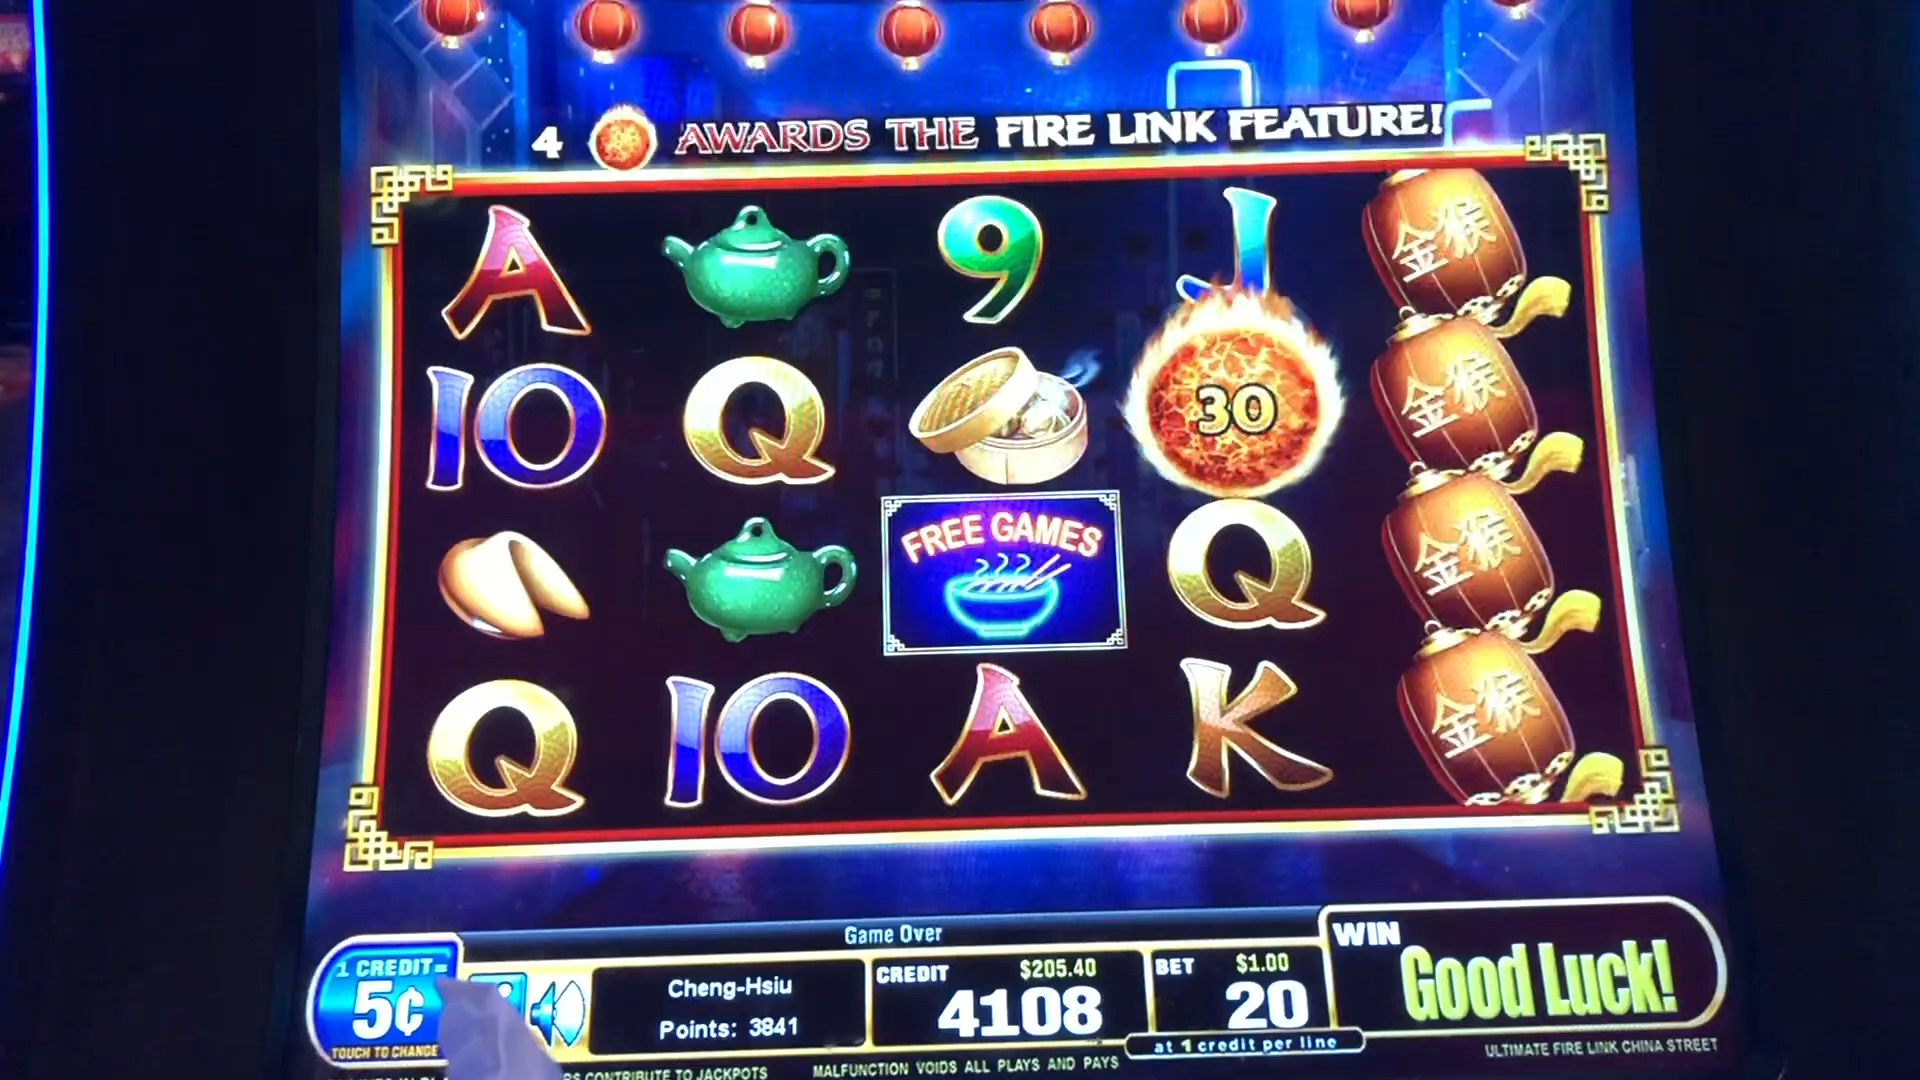 4 AWARDS THE FIRE LINK FEATURE!
A 9 J 金猴
10 Q 30 金猴
FREE GAMES Q 金猴
Q 10 A K 金猴
Game Over
1 CREDIT=
5¢
TOUCH TO CHANGE
Cheng-Hsiu
Points: 3841
CREDIT $205.40
4108
BET $1.00
20
at 1 credit per line
WIN
Good Luck!
CONTRIBUTE TO JACKPOTS
MALFUNCTION VOIDS ALL PLAYS AND PAYS
ULTIMATE FIRE LINK CHINA STREET